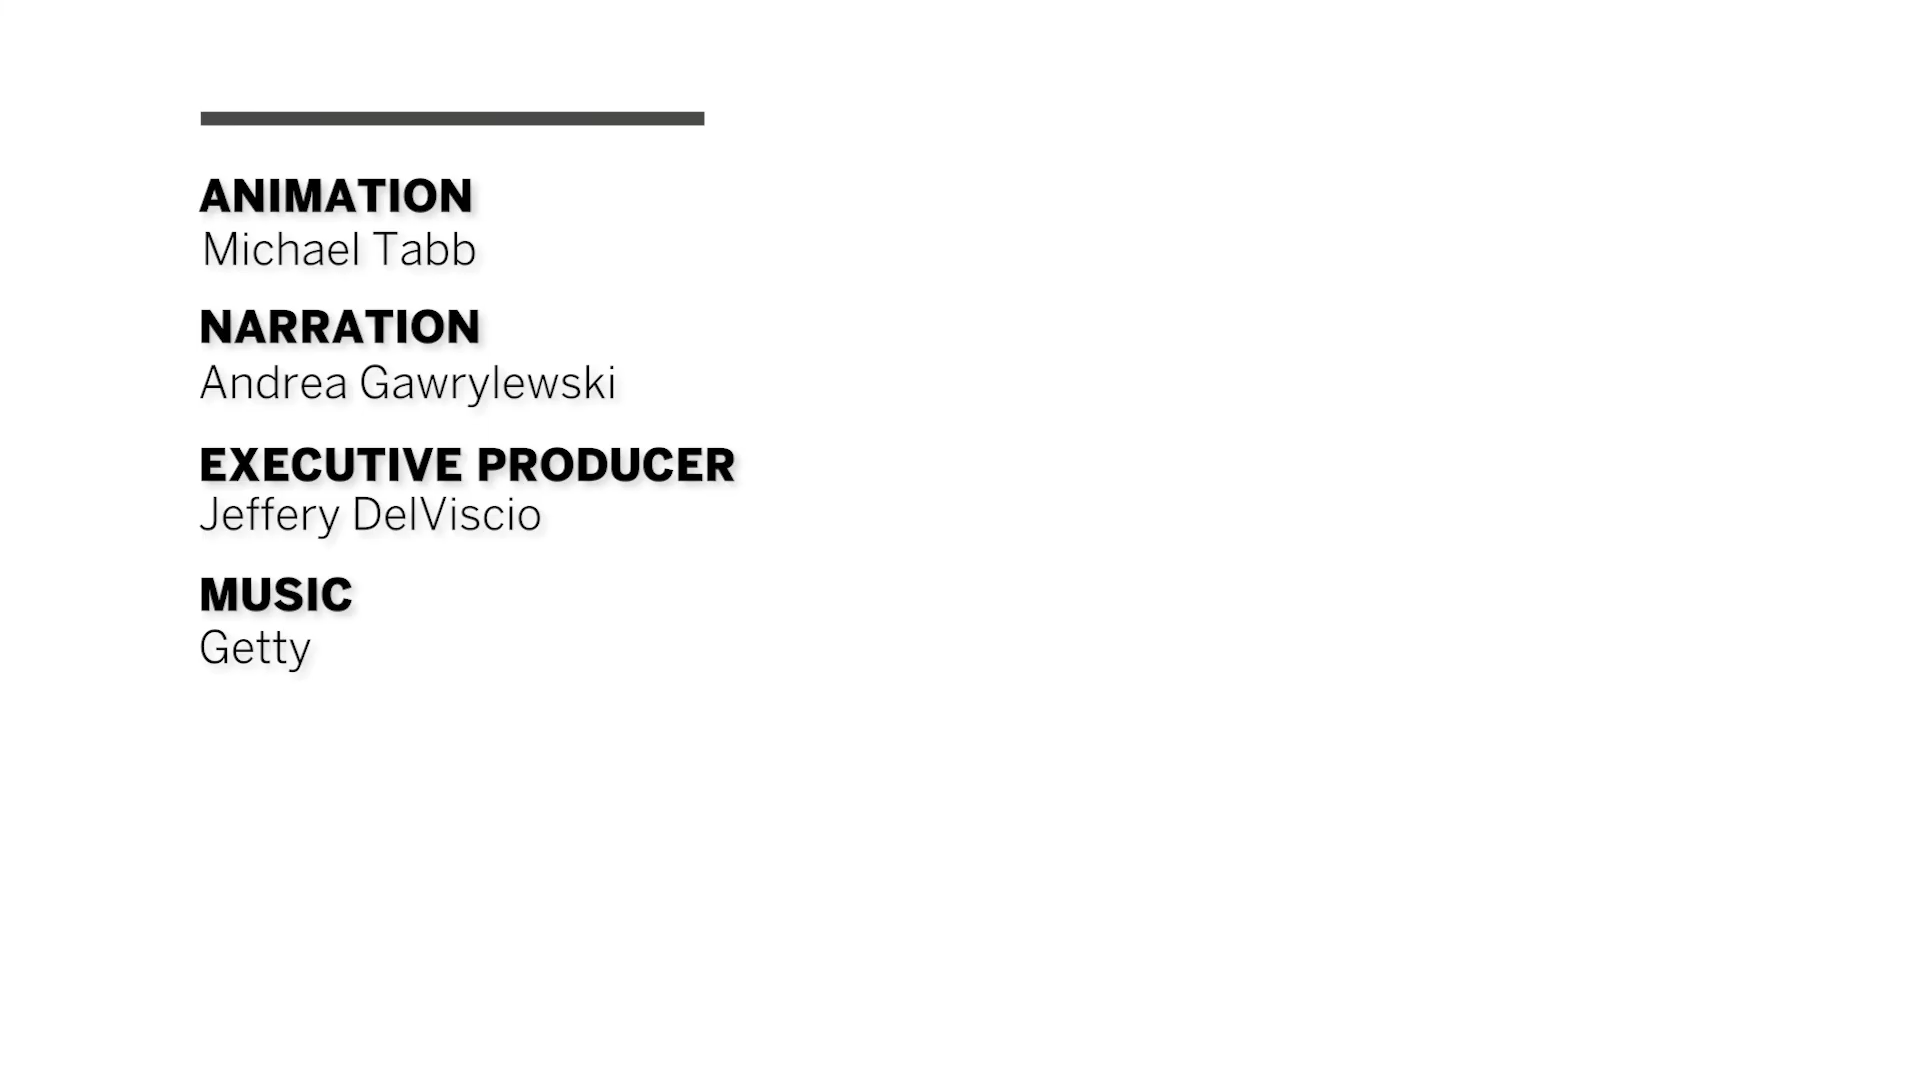 ANIMATION
Michael Tabb
NARRATION
Andrea Gawrylewski
EXECUTIVE PRODUCER
Jeffery DelViscio
MUSIC
Getty